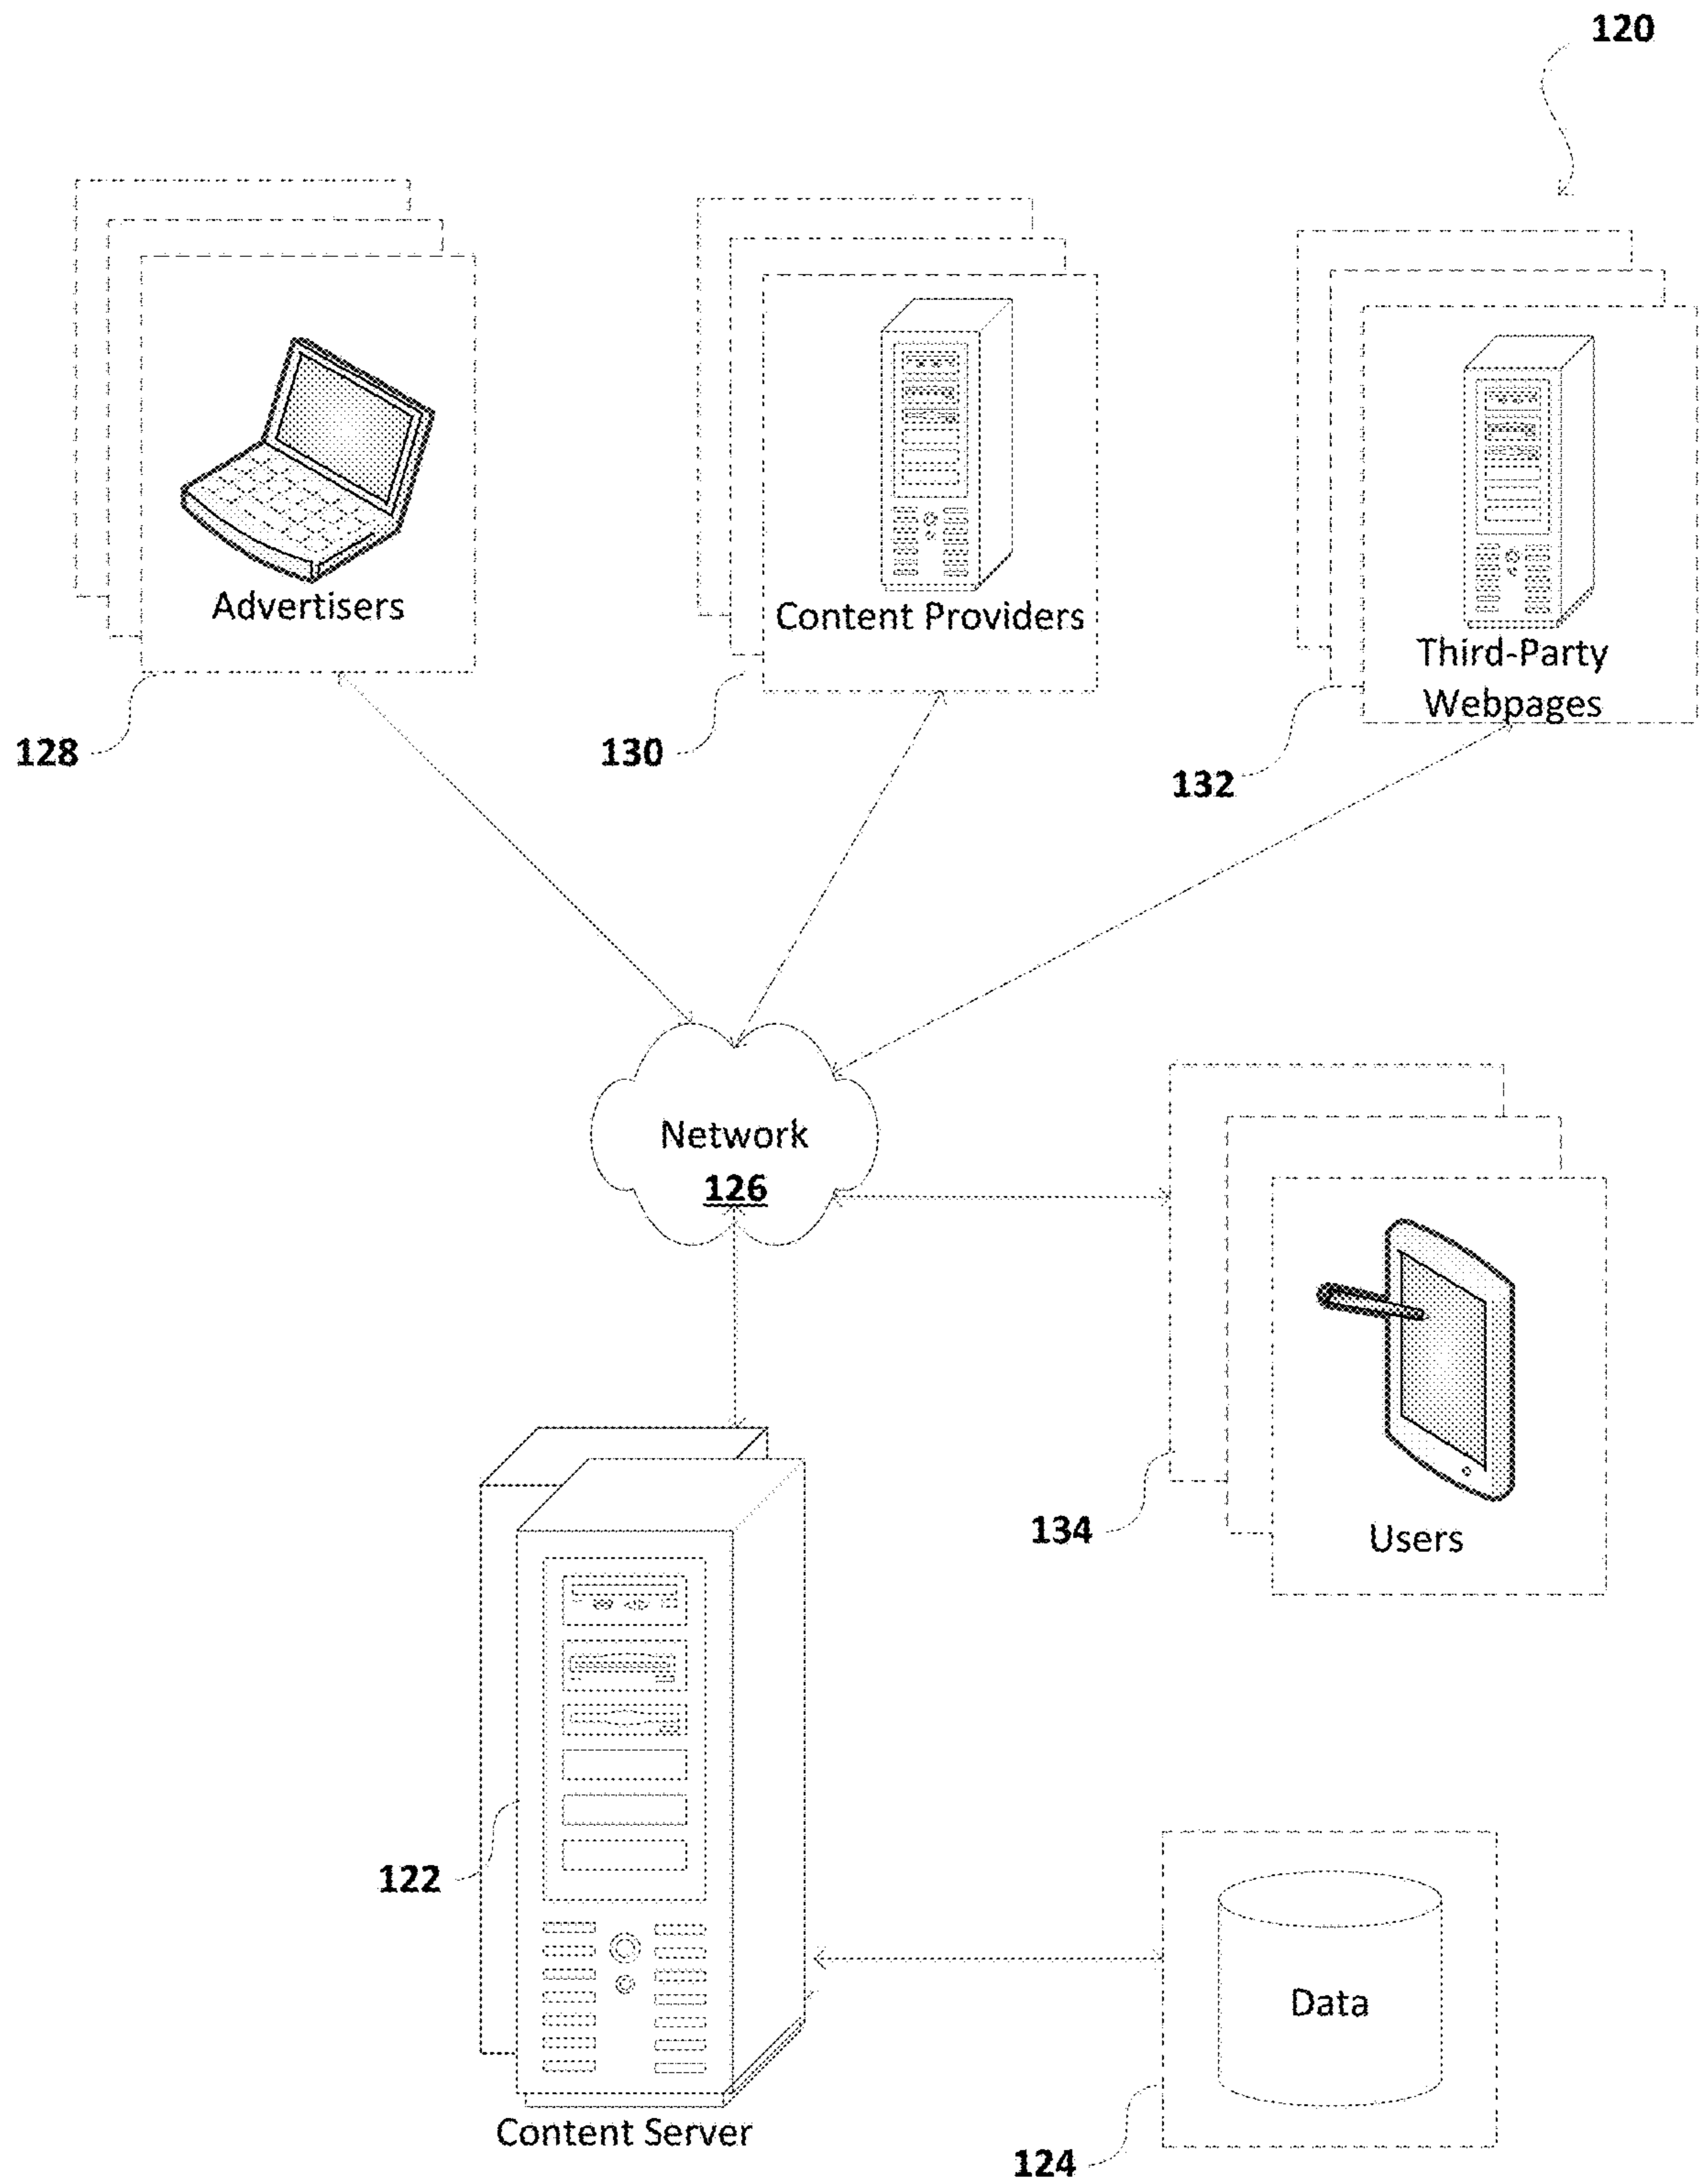 120
Advertisers
Content Providers
Third-Party
Webpages
128
130
132
Network
126
134
Users
122
Data
Content Server
124